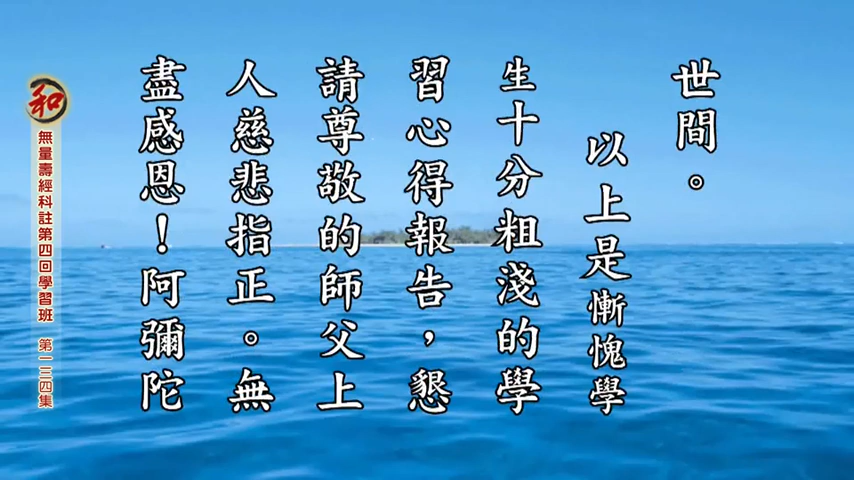 世間。
以上是慚愧學
生十分粗淺的學
習心得報告，懇
請尊敬的師父上
人慈悲指正。無
盡感恩！阿彌陀
和
無量壽經科註第四回學習班 第一三四集